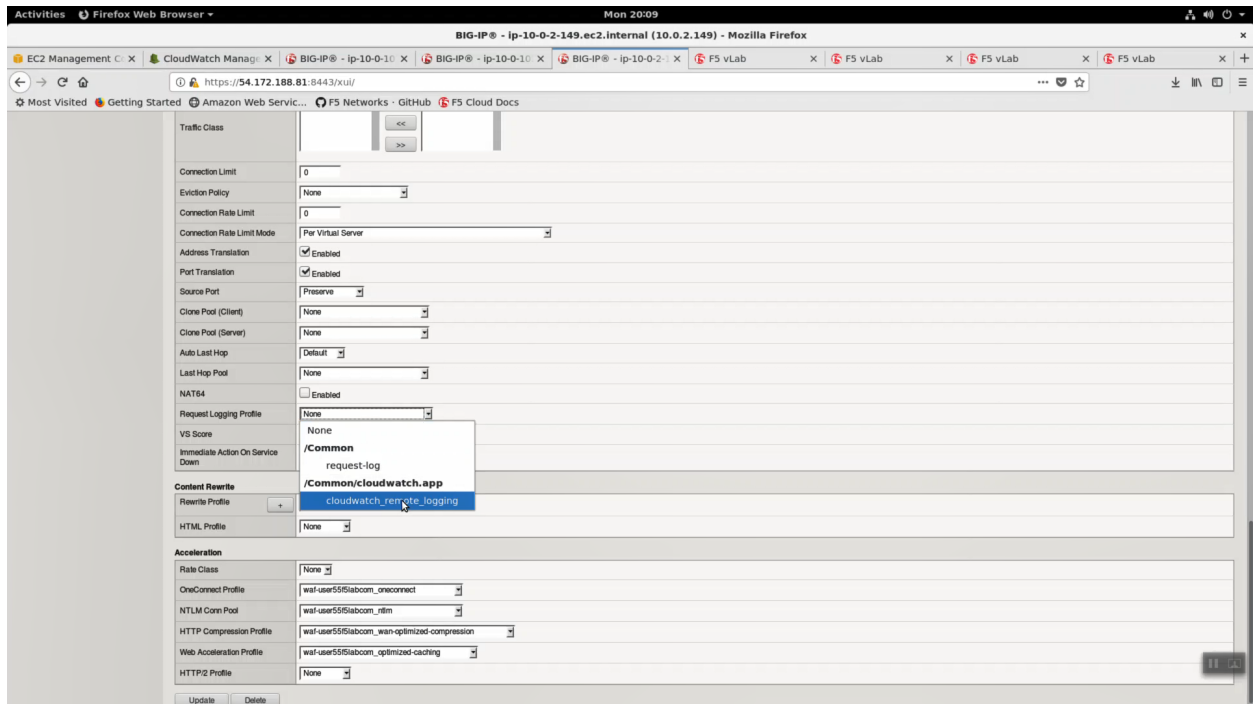 Activities Firefox Web Browser Mon 20:09
BIG-IP® - ip-10-0-2-149.ec2.internal (10.0.2.149) - Mozilla Firefox
EC2 Management C CloudWatch Manage BIG-IP® - ip-10-0-10 BIG-IP® - ip-10-0-10 BIG-IP® - ip-10-0-2-1 F5 vLab F5 vLab F5 vLab F5 vLab
https://54.172.188.81:8443/xui/
Most Visited Getting Started Amazon Web Servic... F5 Networks · GitHub F5 Cloud Docs
Traffic Class << 
>>
Connection Limit 0
Eviction Policy None
Connection Rate Limit 0
Connection Rate Limit Mode Per Virtual Server
Address Translation Enabled
Port Translation Enabled
Source Port Preserve
Clone Pool (Client) None
Clone Pool (Server) None
Auto Last Hop Default
Last Hop Pool None
NAT64 Enabled
Request Logging Profile None
None
VS Score
/Common
Immediate Action On Service
Down
request-log
/Common/cloudwatch.app
Content Rewrite
Rewrite Profile + cloudwatch_remote_logging
HTML Profile None
Acceleration
Rate Class None
OneConnect Profile waf-user55f5labcom_oneconnect
NTLM Conn Pool waf-user55f5labcom_ntlm
HTTP Compression Profile waf-user55f5labcom_wan-optimized-compression
Web Acceleration Profile waf-user55f5labcom_optimized-caching
HTTP/2 Profile None
Update Delete